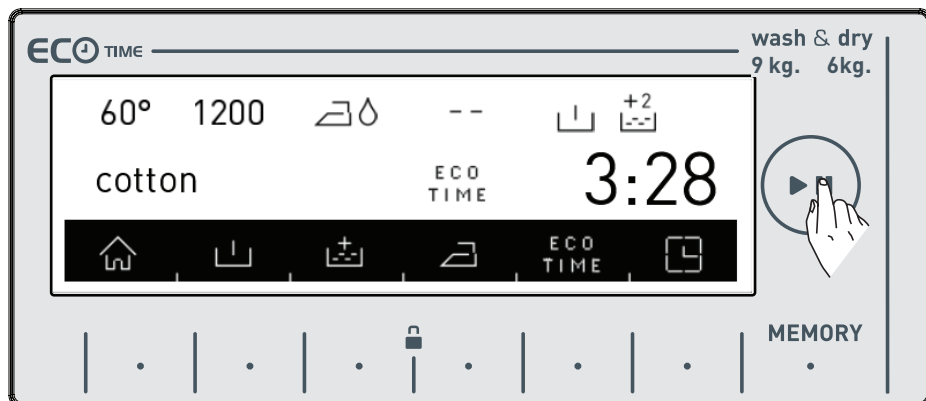 ECO TIME
wash & dry
9 kg. 6kg.
60° 1200 -- +2
cotton ECO TIME 3:28
+ ECO TIME
MEMORY